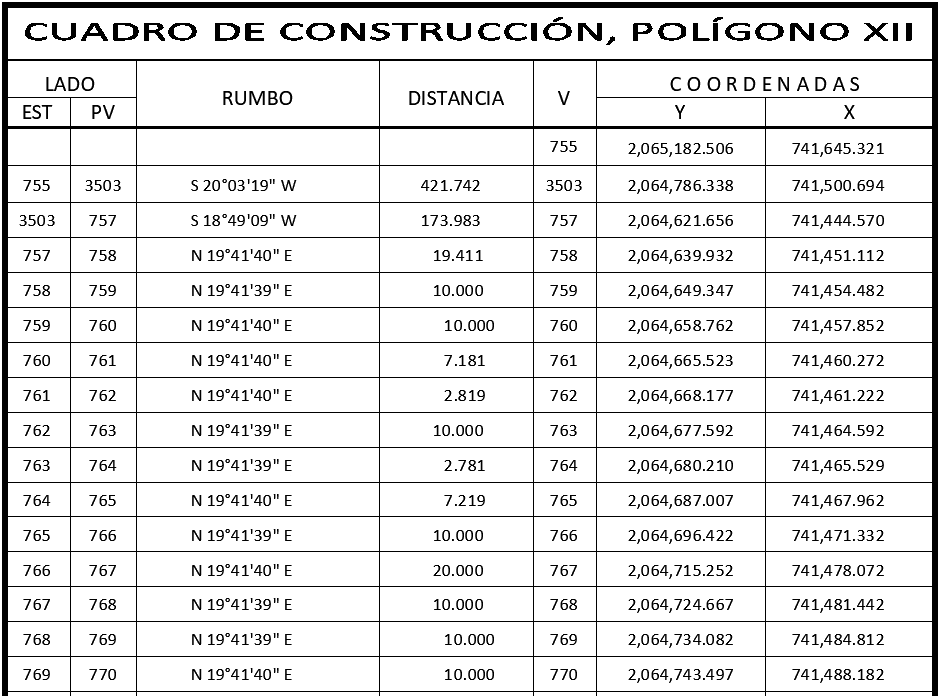 CUADRO DE CONSTRUCCIÓN, POLÍGONO XII
LADO RUMBO DISTANCIA V COORDENADAS
EST PV Y X
755 2,065,182.506 741,645.321
755 3503 S 20°03'19" W 421.742 3503 2,064,786.338 741,500.694
3503 757 S 18°49'09" W 173.983 757 2,064,621.656 741,444.570
757 758 N 19°41'40" E 19.411 758 2,064,639.932 741,451.112
758 759 N 19°41'39" E 10.000 759 2,064,649.347 741,454.482
759 760 N 19°41'40" E 10.000 760 2,064,658.762 741,457.852
760 761 N 19°41'40" E 7.181 761 2,064,665.523 741,460.272
761 762 N 19°41'40" E 2.819 762 2,064,668.177 741,461.222
762 763 N 19°41'39" E 10.000 763 2,064,677.592 741,464.592
763 764 N 19°41'39" E 2.781 764 2,064,680.210 741,465.529
764 765 N 19°41'40" E 7.219 765 2,064,687.007 741,467.962
765 766 N 19°41'39" E 10.000 766 2,064,696.422 741,471.332
766 767 N 19°41'40" E 20.000 767 2,064,715.252 741,478.072
767 768 N 19°41'39" E 10.000 768 2,064,724.667 741,481.442
768 769 N 19°41'39" E 10.000 769 2,064,734.082 741,484.812
769 770 N 19°41'40" E 10.000 770 2,064,743.497 741,488.182